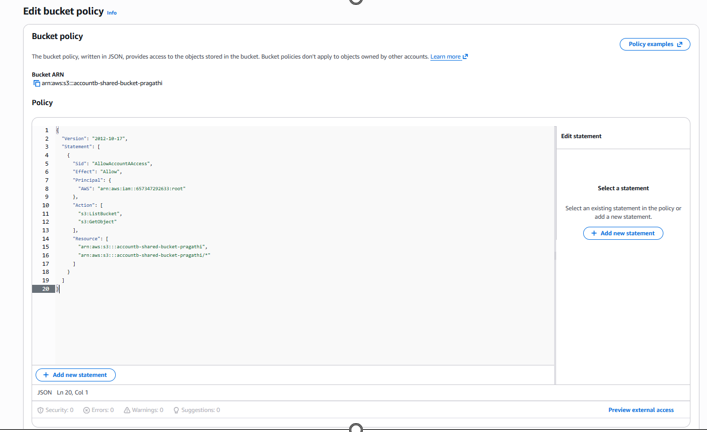 Edit bucket policy Info
Bucket policy
Policy examples
The bucket policy, written in JSON, provides access to the objects stored in the bucket. Bucket policies don't apply to objects owned by other accounts. Learn more
Bucket ARN
arn:aws:s3:::accountb-shared-bucket-pragathi
Policy
1 {
2 "Version": "2012-10-17",
3 "Statement": [
4 {
5 "Sid": "AllowAccountAAccess",
6 "Effect": "Allow",
7 "Principal": {
8 "AWS": "arn:aws:iam::657347292633:root"
9 },
10 "Action": [
11 "s3:ListBucket",
12 "s3:GetObject"
13 ],
14 "Resource": [
15 "arn:aws:s3:::accountb-shared-bucket-pragathi",
16 "arn:aws:s3:::accountb-shared-bucket-pragathi/*"
17 ]
18 }
19 ]
20 }
Edit statement
Select a statement
Select an existing statement in the policy or
add a new statement.
+ Add new statement
+ Add new statement
JSON Ln 20, Col 1
Security: 0 Errors: 0 Warnings: 0 Suggestions: 0
Preview external access